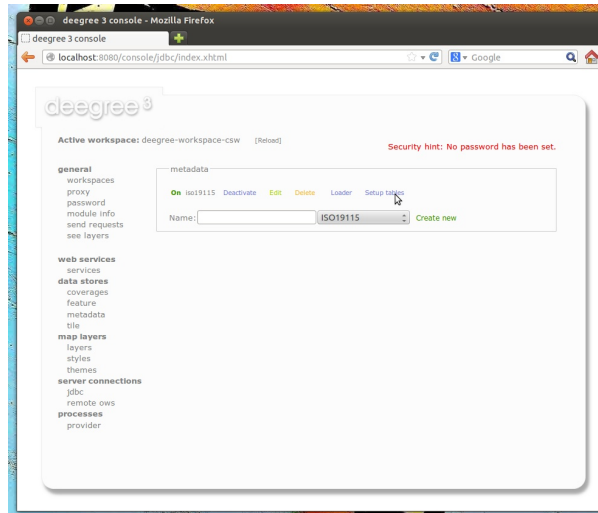 deegree 3 console - Mozilla Firefox
deegree 3 console
localhost:8080/console/jdbc/index.xhtml
Google
deegree 3
Active workspace: deegree-workspace-csw [Reload]
Security hint: No password has been set.
general
workspaces
proxy
password
module info
send requests
see layers
web services
services
data stores
coverages
feature
metadata
tile
map layers
layers
styles
themes
server connections
jdbc
remote ows
processes
provider
metadata
On iso19115 Deactivate Edit Delete Loader Setup tables
Name: ISO19115 Create new